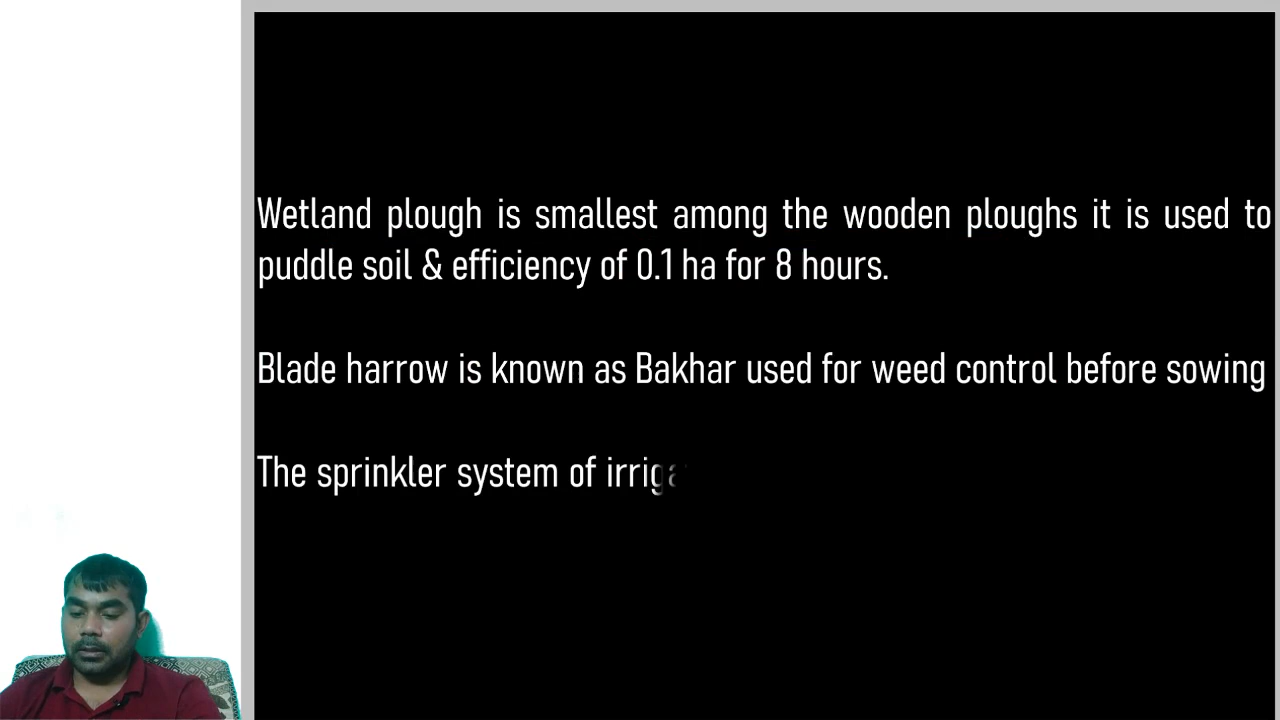 Wetland plough is smallest among the wooden ploughs it is used to
puddle soil & efficiency of 0.1 ha for 8 hours.
Blade harrow is known as Bakhar used for weed control before sowing
The sprinkler system of